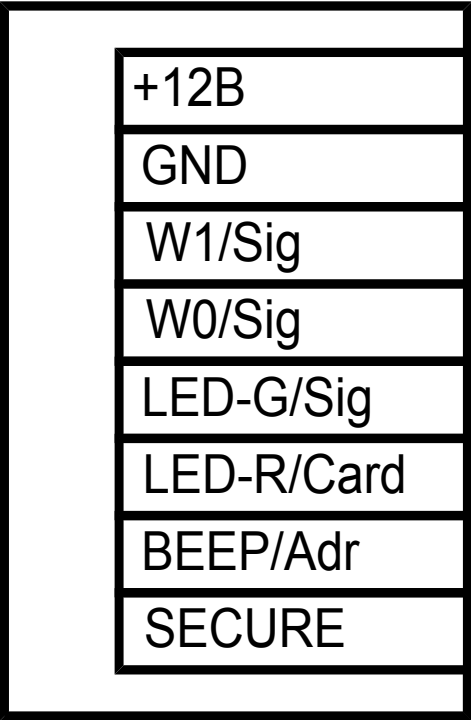 +12В
GND
W1/Sig
W0/Sig
LED-G/Sig
LED-R/Card
BEEP/Adr
SECURE